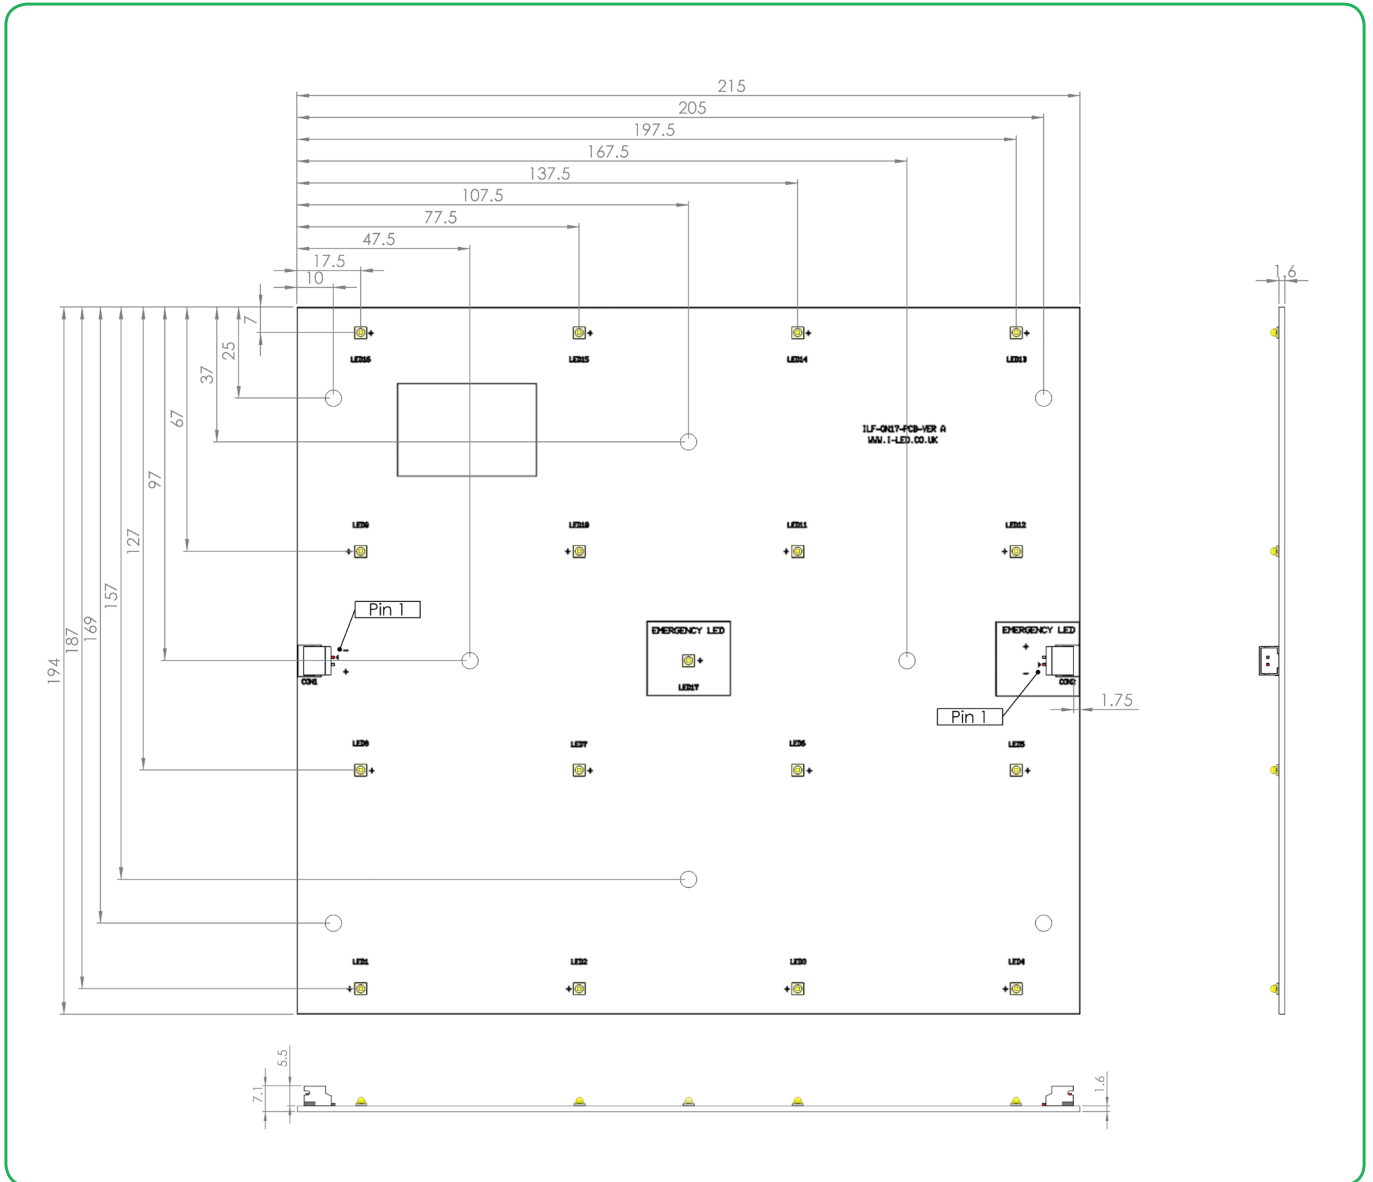 215
205
197.5
167.5
137.5
107.5
77.5
47.5
17.5
10
1.6
7
25
37
67
97
127
157
169
187
194
LED16
LED15
LED14
LED13
ILF-ON17-PCB-VER A
WWW.I-LED.CO.UK
LED9
LED10
LED11
LED12
Pin 1
-
+
CON1
EMERGENCY LED
+
LED17
EMERGENCY LED
+
-
CON2
Pin 1
1.75
LED8
LED7
LED6
LED5
LED1
LED2
LED3
LED4
5.5
7.1
1.6